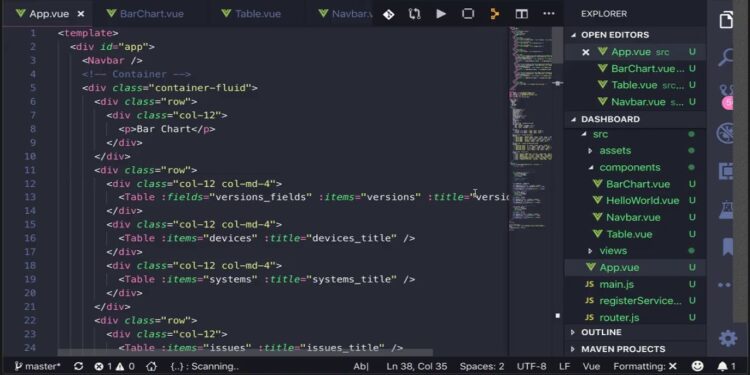 App.vue
BarChart.vue
Table.vue
Navbar.vue
1 <template>
2 <div id="app">
3 <Navbar />
4 <!-- Container -->
5 <div class="container-fluid">
6 <div class="row">
7 <div class="col-12">
8 <p>Bar Chart</p>
9 </div>
10 </div>
11 <div class="row">
12 <div class="col-12 col-md-4">
13 <Table :fields="versions_fields" :items="versions" :title="versio
14 </div>
15 <div class="col-12 col-md-4">
16 <Table :items="devices" :title="devices_title" />
17 </div>
18 <div class="col-12 col-md-4">
19 <Table :items="systems" :title="systems_title" />
20 </div>
21 </div>
22 <div class="row">
23 <div class="col-12">
24 <Table :items="issues" :title="issues_title" />
EXPLORER
OPEN EDITORS
App.vue src U
BarChart.vue... U
Table.vue src... U
Navbar.vue src... U
DASHBOARD
src
assets
components
BarChart.vue U
HelloWorld.vue U
Navbar.vue U
Table.vue U
views
App.vue U
JS main.js U
JS registerService... U
JS router.js U
OUTLINE
MAVEN PROJECTS
master* 1 0 {..} : Scanning.. Ab| Ln 38, Col 35 Spaces: 2 UTF-8 LF Vue Formatting: 1